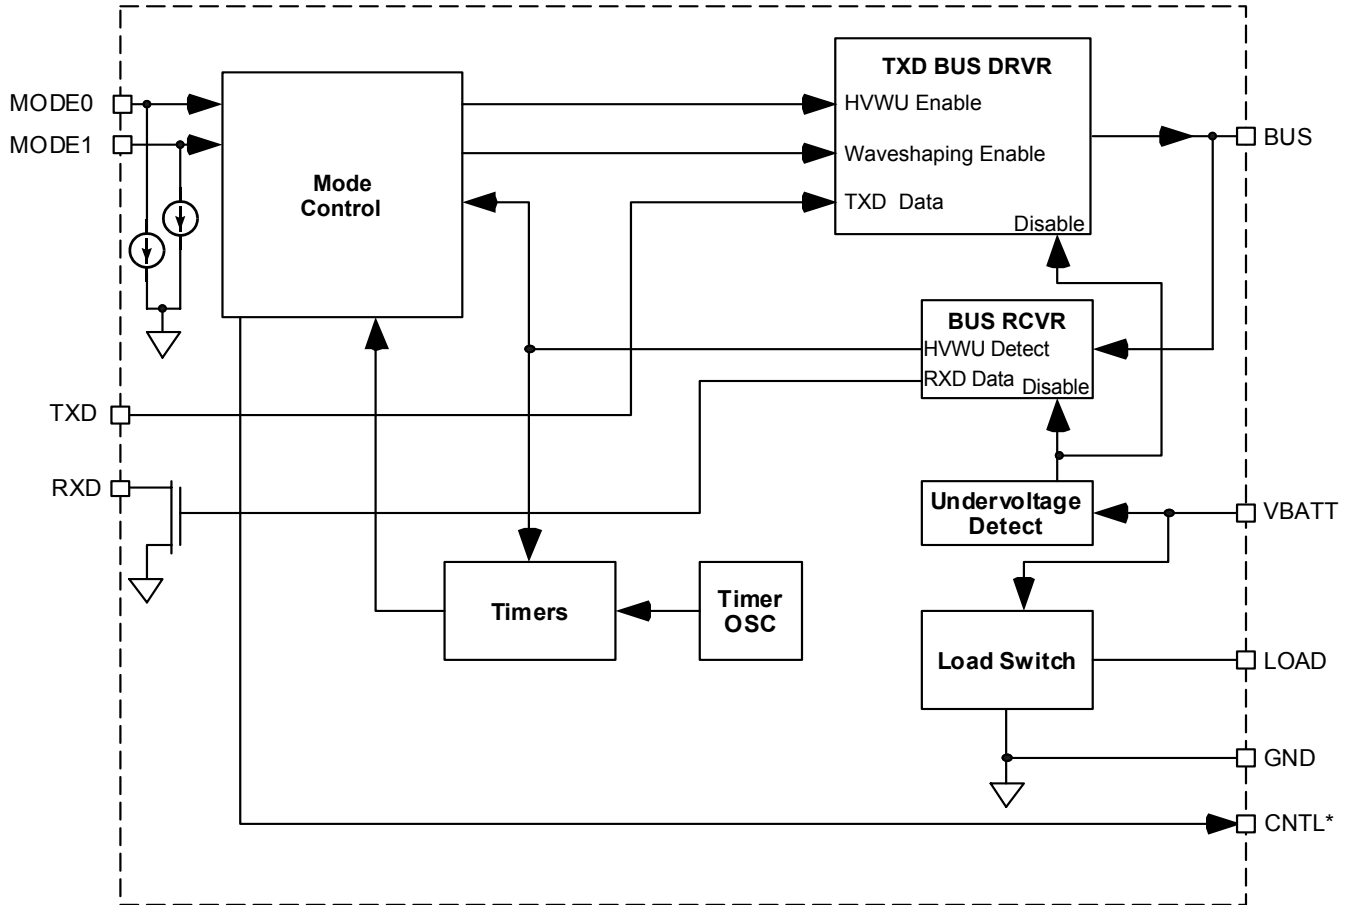 MODE0
MODE1
Mode
Control
TXD BUS DRVR
HVWU Enable
Waveshaping Enable
TXD Data
Disable
BUS
BUS RCVR
HVWU Detect
RXD Data
Disable
TXD
RXD
Undervoltage
Detect
VBATT
Timers
Timer
OSC
Load Switch
LOAD
GND
CNTL*